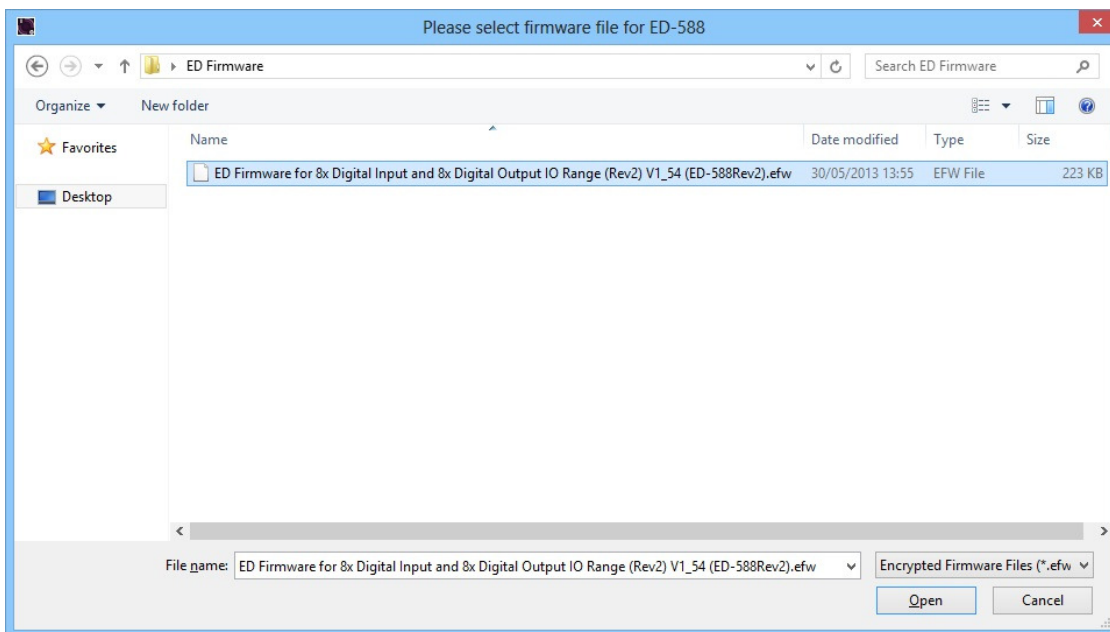 Please select firmware file for ED-588
ED Firmware
Search ED Firmware
Organize
New folder
Favorites
Desktop
Name
Date modified
Type
Size
ED Firmware for 8x Digital Input and 8x Digital Output IO Range (Rev2) V1_54 (ED-588Rev2).efw
30/05/2013 13:55
EFW File
223 KB
File name:
ED Firmware for 8x Digital Input and 8x Digital Output IO Range (Rev2) V1_54 (ED-588Rev2).efw
Encrypted Firmware Files (*.efw
Open
Cancel